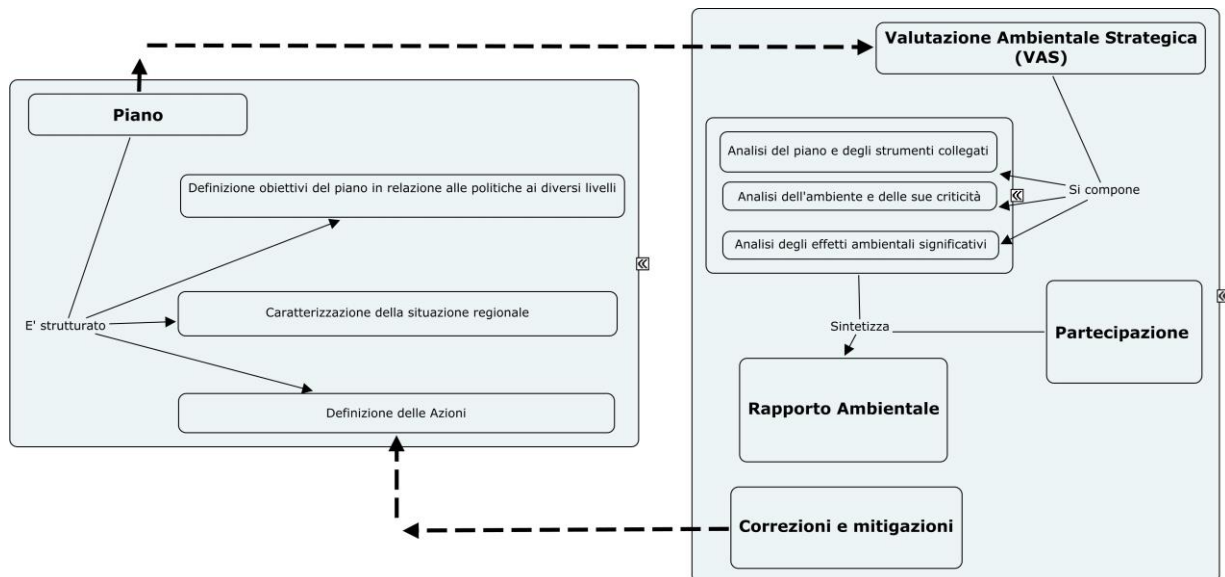 Piano
E' strutturato
Definizione obiettivi del piano in relazione alle politiche ai diversi livelli
Caratterizzazione della situazione regionale
Definizione delle Azioni
Valutazione Ambientale Strategica
(VAS)
Si compone
Analisi del piano e degli strumenti collegati
Analisi dell'ambiente e delle sue criticità
Analisi degli effetti ambientali significativi
Sintetizza
Partecipazione
Rapporto Ambientale
Correzioni e mitigazioni